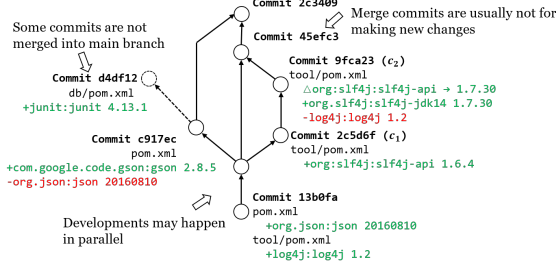 Commit 2c3409
Some commits are not
merged into main branch
Merge commits are usually not for
making new changes
Commit 45efc3
Commit 9fca23 (c₂)
tool/pom.xml
△org:slf4j:slf4j-api → 1.7.30
+org.slf4j:slf4j-jdk14 1.7.30
-log4j:log4j 1.2
Commit d4df12
db/pom.xml
+junit:junit 4.13.1
Commit c917ec
pom.xml
+com.google.code.gson:gson 2.8.5
-org.json:json 20160810
Commit 2c5d6f (c₁)
tool/pom.xml
+org:slf4j:slf4j-api 1.6.4
Developments may happen
in parallel
Commit 13b0fa
pom.xml
+org.json:json 20160810
tool/pom.xml
+log4j:log4j 1.2